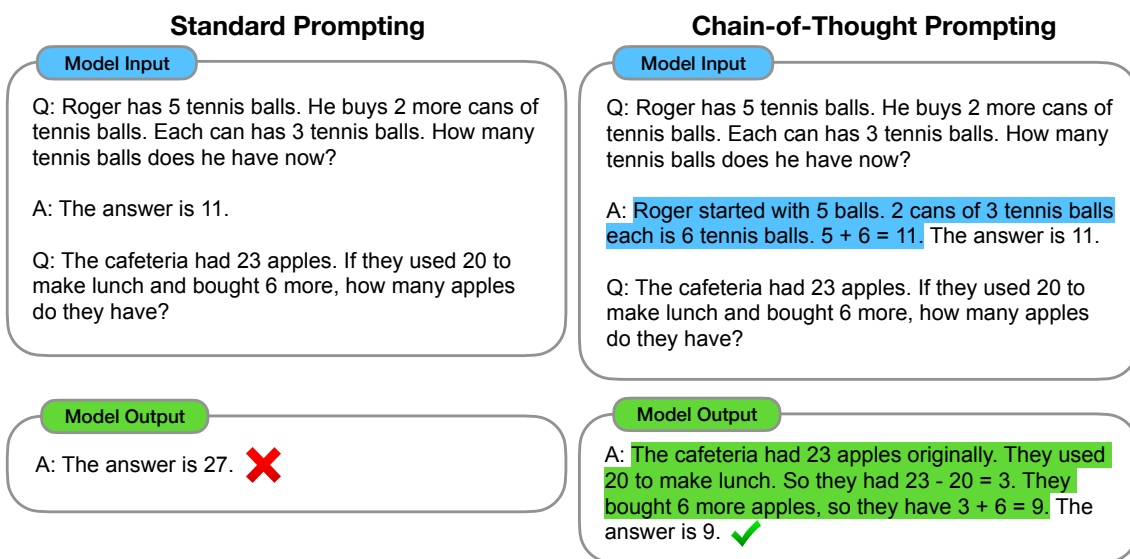 Standard Prompting
Model Input
Q: Roger has 5 tennis balls. He buys 2 more cans of
tennis balls. Each can has 3 tennis balls. How many
tennis balls does he have now?
A: The answer is 11.
Q: The cafeteria had 23 apples. If they used 20 to
make lunch and bought 6 more, how many apples
do they have?
Model Output
A: The answer is 27.
Chain-of-Thought Prompting
Model Input
Q: Roger has 5 tennis balls. He buys 2 more cans of
tennis balls. Each can has 3 tennis balls. How many
tennis balls does he have now?
A: Roger started with 5 balls. 2 cans of 3 tennis balls
each is 6 tennis balls. 5 + 6 = 11. The answer is 11.
Q: The cafeteria had 23 apples. If they used 20 to
make lunch and bought 6 more, how many apples
do they have?
Model Output
A: The cafeteria had 23 apples originally. They used
20 to make lunch. So they had 23 - 20 = 3. They
bought 6 more apples, so they have 3 + 6 = 9. The
answer is 9.